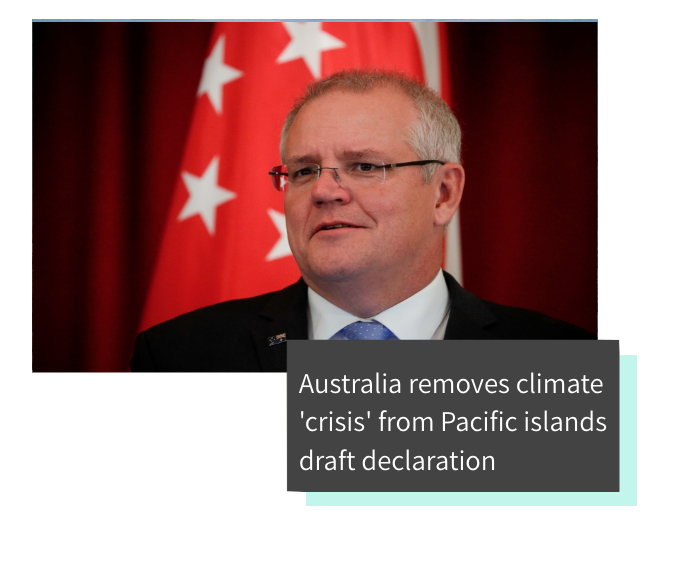 Australia removes climate
'crisis' from Pacific islands
draft declaration